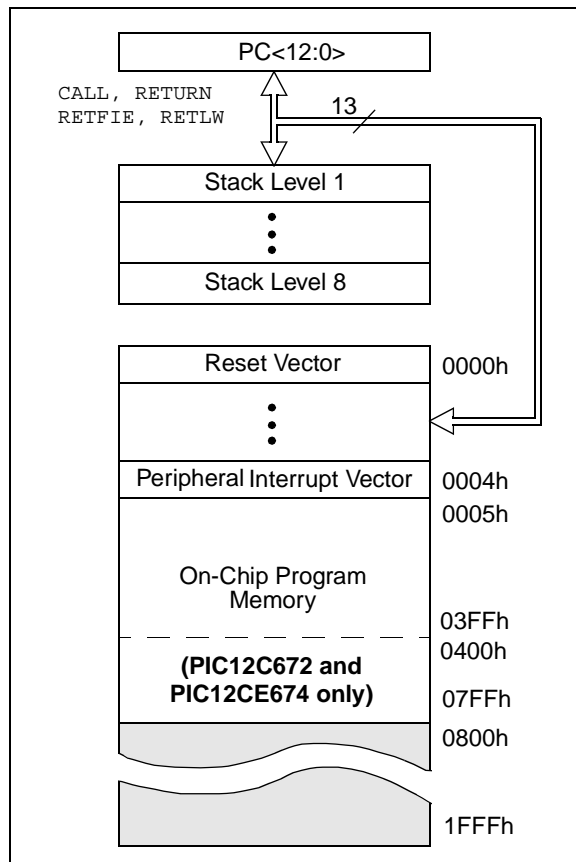 PC<12:0>
CALL, RETURN
RETFIE, RETLW
13
Stack Level 1
Stack Level 8
Reset Vector
0000h
Peripheral Interrupt Vector
0004h
0005h
On-Chip Program
Memory
03FFh
0400h
(PIC12C672 and
PIC12CE674 only)
07FFh
0800h
1FFFh